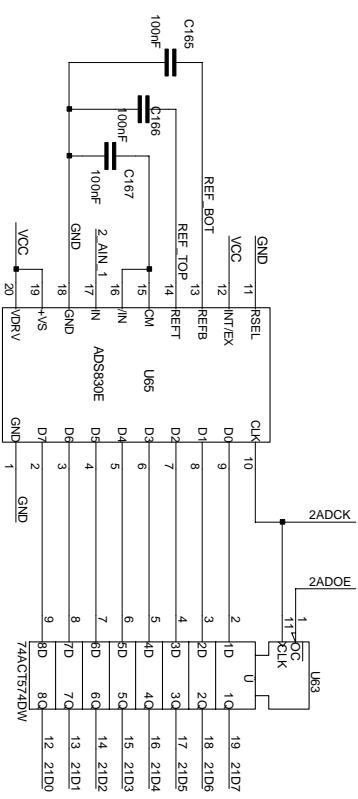 C165
100nF
C166
100nF
C167
100nF
REF_BOT
REF_TOP
2_AIN_1
GND
VCC
GND
VCC
20 VDRV
19 +VS
18 GND
17 IN
16 /IN
15 CM
14 REFT
13 REFB
12 INT/EX
11 RSEL
U65
ADS830E
GND 1
D7 2
D6 3
D5 4
D4 5
D3 6
D2 7
D1 8
D0 9
CLK 10
GND
2ADCK
2ADOE
1 OC
11 CLK
U63
U
2 1D 1Q 19 21D7
3 2D 2Q 18 21D6
4 3D 3Q 17 21D5
5 4D 4Q 16 21D4
6 5D 5Q 15 21D3
7 6D 6Q 14 21D2
8 7D 7Q 13 21D1
9 8D 8Q 12 21D0
74ACT574DW